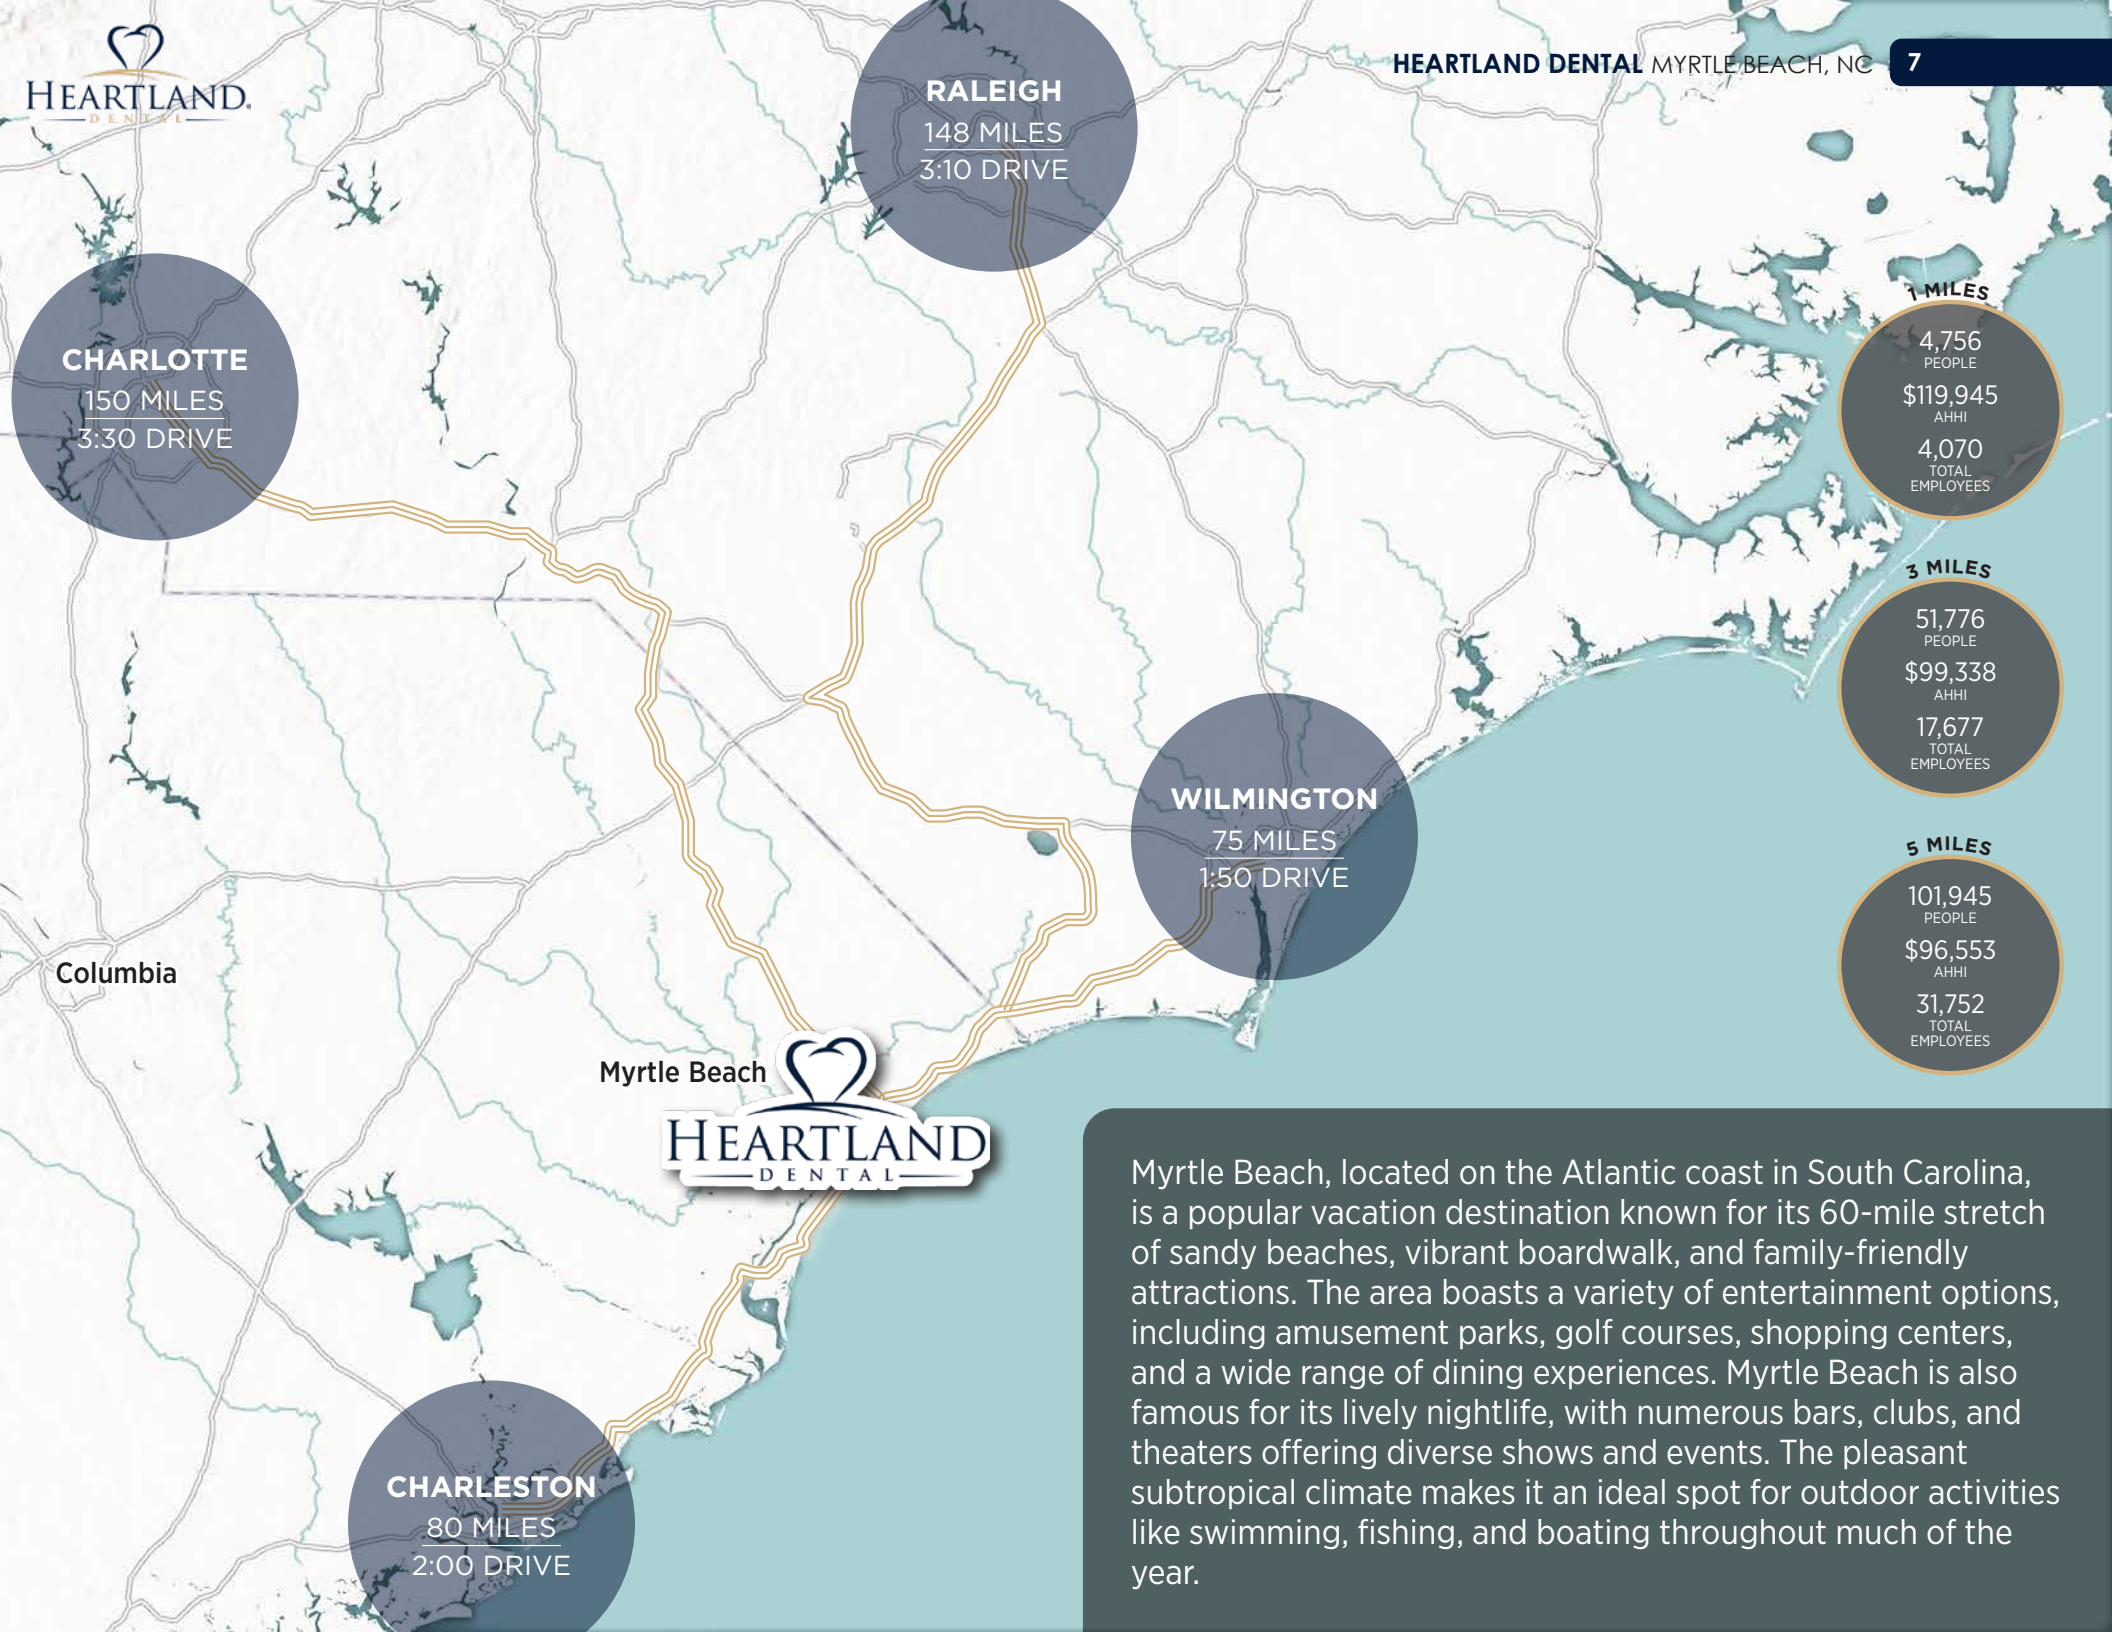 HEARTLAND®
DENTAL
HEARTLAND DENTAL MYRTLE BEACH, NC
7
RALEIGH
148 MILES
3:10 DRIVE
CHARLOTTE
150 MILES
3:30 DRIVE
1 MILES
4,756
PEOPLE
$119,945
AHHI
4,070
TOTAL
EMPLOYEES
3 MILES
51,776
PEOPLE
$99,338
AHHI
17,677
TOTAL
EMPLOYEES
WILMINGTON
75 MILES
1:50 DRIVE
5 MILES
101,945
PEOPLE
$96,553
AHHI
31,752
TOTAL
EMPLOYEES
Columbia
Myrtle Beach
HEARTLAND
DENTAL
CHARLESTON
80 MILES
2:00 DRIVE
Myrtle Beach, located on the Atlantic coast in South Carolina,
is a popular vacation destination known for its 60-mile stretch
of sandy beaches, vibrant boardwalk, and family-friendly
attractions. The area boasts a variety of entertainment options,
including amusement parks, golf courses, shopping centers,
and a wide range of dining experiences. Myrtle Beach is also
famous for its lively nightlife, with numerous bars, clubs, and
theaters offering diverse shows and events. The pleasant
subtropical climate makes it an ideal spot for outdoor activities
like swimming, fishing, and boating throughout much of the
year.